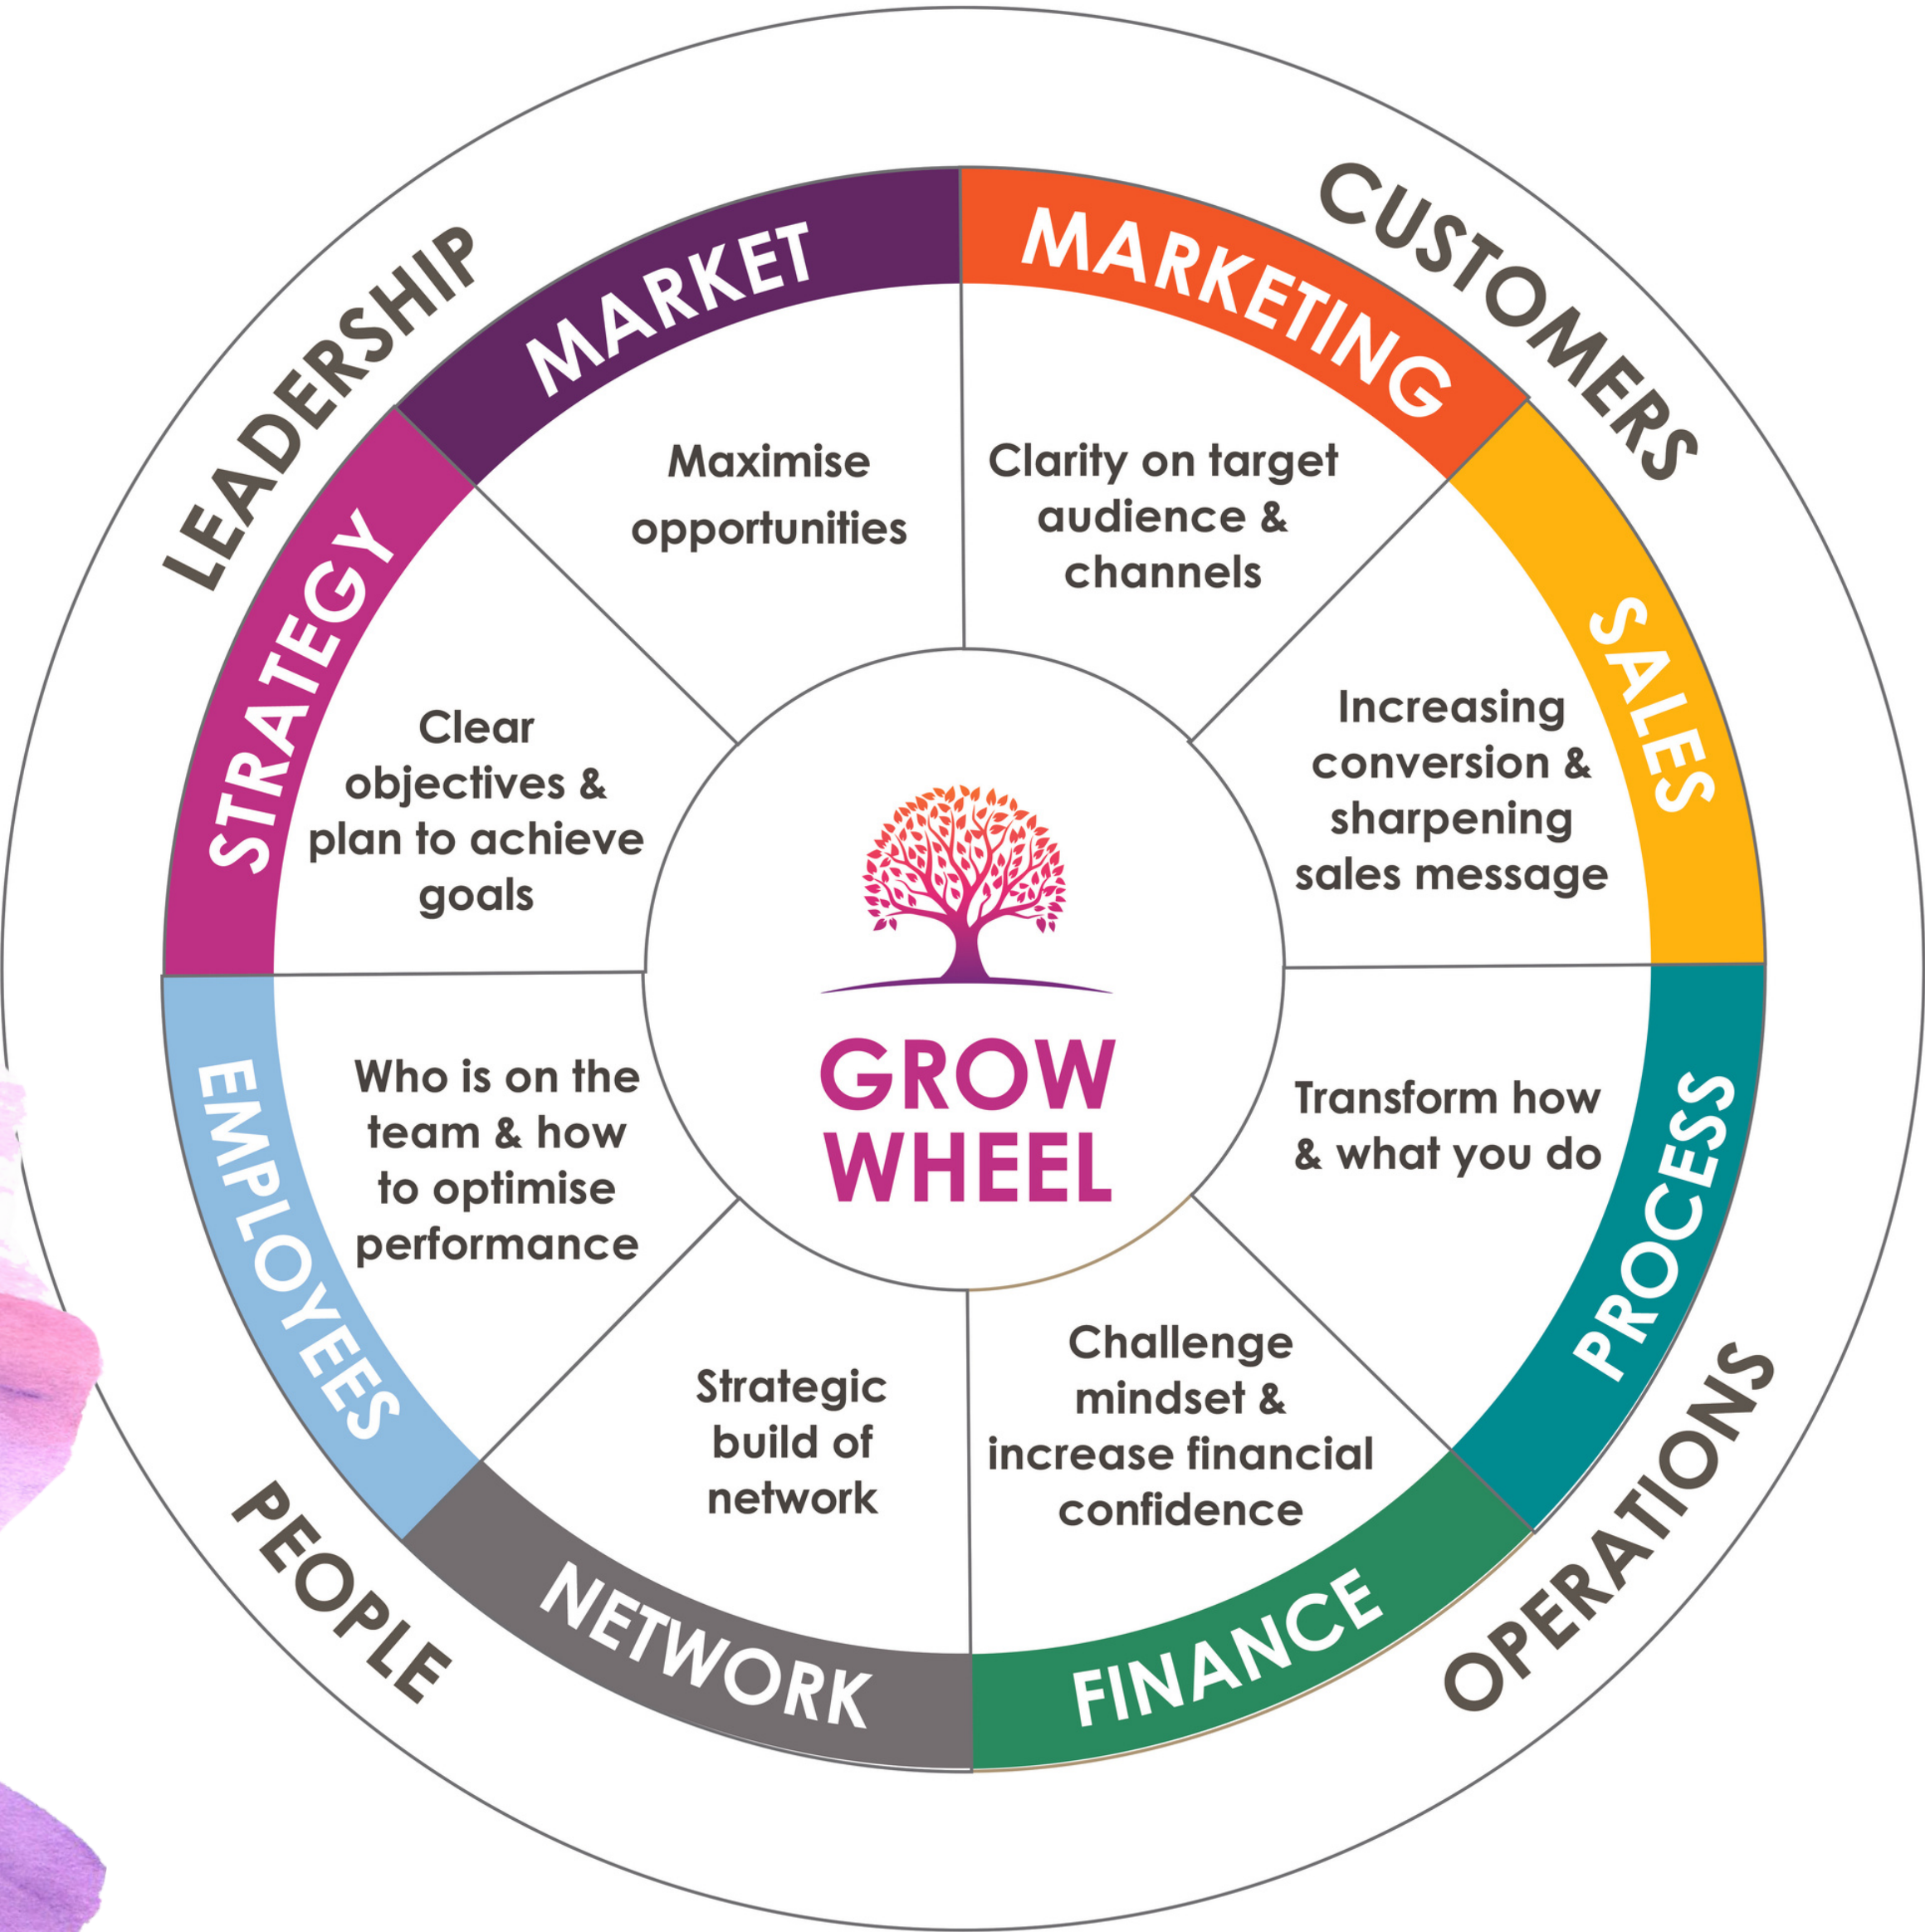 LEADERSHIP
CUSTOMERS
MARKET
Maximise
opportunities
MARKETING
Clarity on target
audience &
channels
SALES
Increasing
conversion &
sharpening
sales message
STRATEGY
Clear
objectives &
plan to achieve
goals
GROW
WHEEL
EMPLOYEES
Who is on the
team & how
to optimise
performance
PROCESS
Transform how
& what you do
NETWORK
Strategic
build of
network
FINANCE
Challenge
mindset &
increase financial
confidence
PEOPLE
OPERATIONS